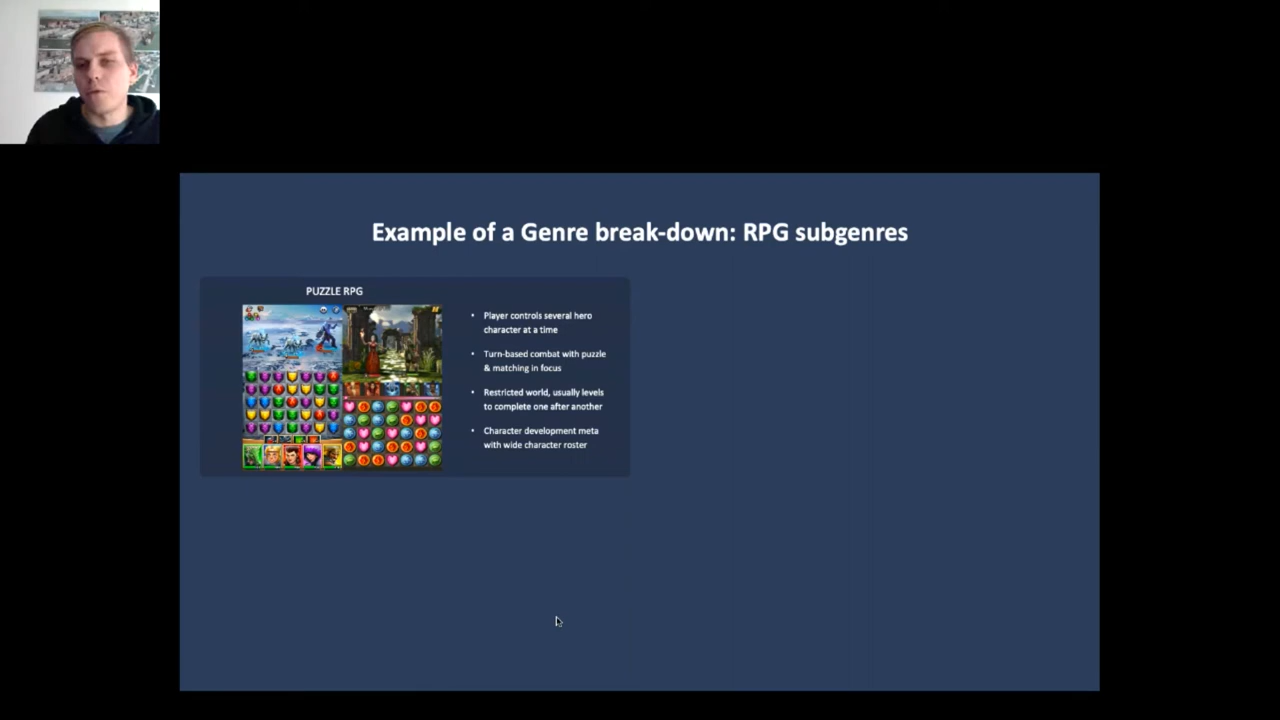 Example of a Genre break-down: RPG subgenres
PUZZLE RPG
• Player controls several hero
character at a time
• Turn-based combat with puzzle
& matching in focus
• Restricted world, usually levels
to complete one after another
• Character development meta
with wide character roster